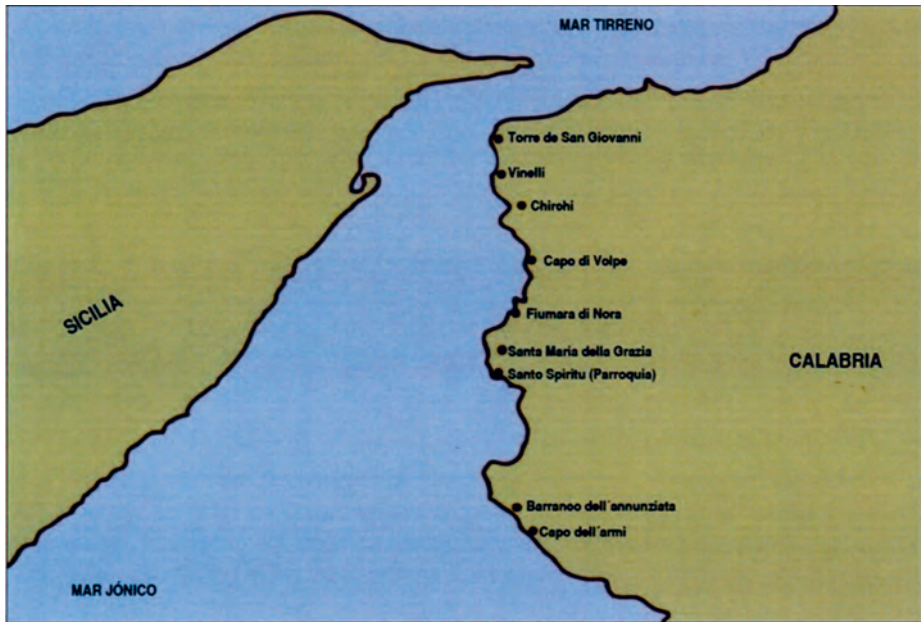 MAR TIRRENO
Torre de San Giovanni
Vinelli
Chirohi
Capo di Volpe
Fiumara di Nora
SICILIA
Santa Maria della Grazia
CALABRIA
Santo Spiritu (Parroquia)
Barranoo dell´annunziata
Capo dell´armi
MAR JÓNICO